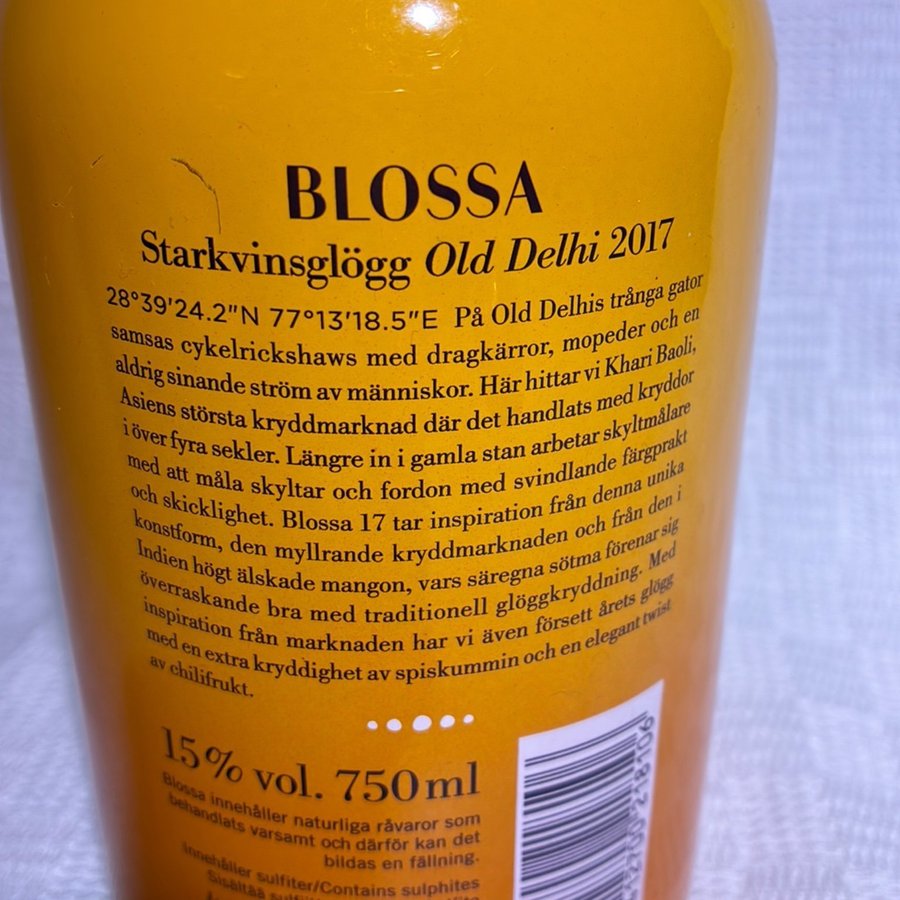 BLOSSA
Starkvinsglögg Old Delhi 2017
28°39'24.2"N 77°13'18.5"E På Old Delhis trånga gator
samsas cykelrickshaws med dragkärror, mopeder och en
aldrig sinande ström av människor. Här hittar vi Khari Baoli,
Asiens största kryddmarknad där det handlats med kryddor
i över fyra sekler. Längre in i gamla stan arbetar skyltmålare
med att måla skyltar och fordon med svindlande färgprakt
och skicklighet. Blossa 17 tar inspiration från denna unika
konstform, den myllrande kryddmarknaden och från den i
Indien högt älskade mangon, vars säregna sötma förenar sig
överraskande bra med traditionell glöggkryddning. Med
inspiration från marknaden har vi även försett årets glögg
med en extra kryddighet av spiskummin och en elegant twist
av chilifrukt.
15% vol. 750ml
Blossa innehåller naturliga råvaror som
behandlats varsamt och därför kan det
bildas en fällning.
Innehåller sulfiter/Contains sulphites
Sisältää